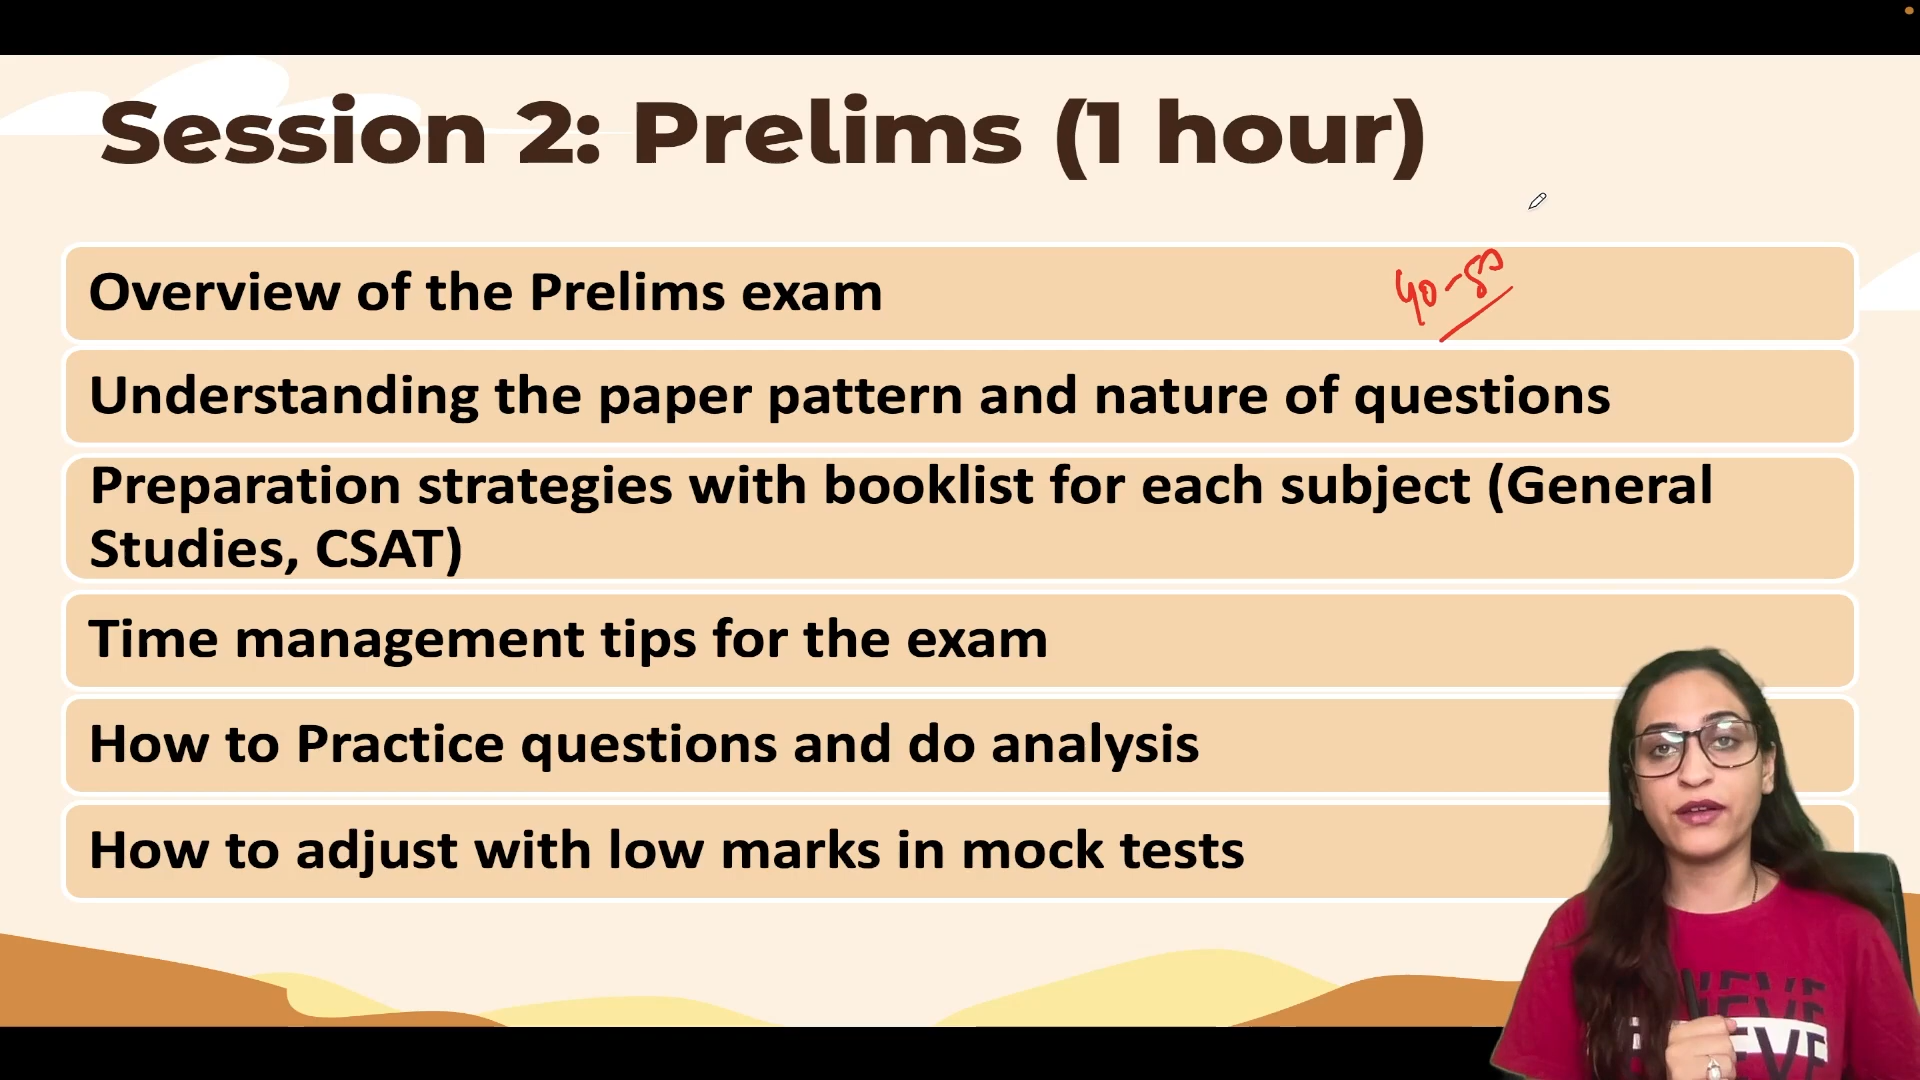 Session 2: Prelims (1 hour)
Overview of the Prelims exam
40-50
Understanding the paper pattern and nature of questions
Preparation strategies with booklist for each subject (General
Studies, CSAT)
Time management tips for the exam
How to Practice questions and do analysis
How to adjust with low marks in mock tests